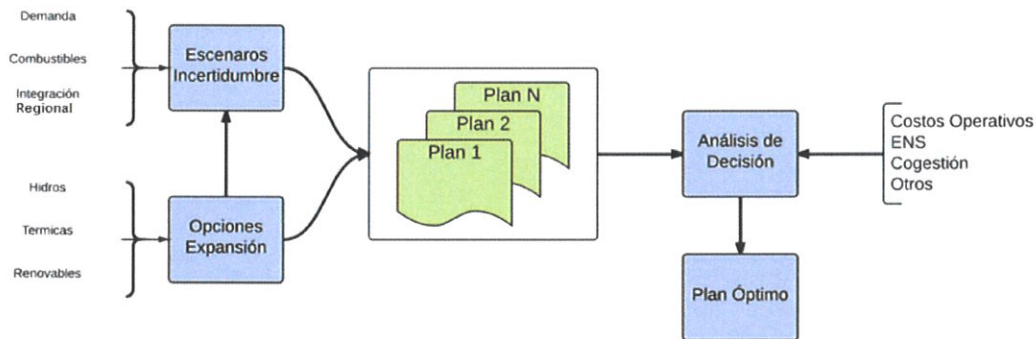 Demanda
Combustibles
Integración
Regional
Escenaros
Incertidumbre
Hidros
Termicas
Renovables
Opciones
Expansión
Plan N
Plan 2
Plan 1
Análisis de
Decisión
Costos Operativos
ENS
Cogestión
Otros
Plan Óptimo